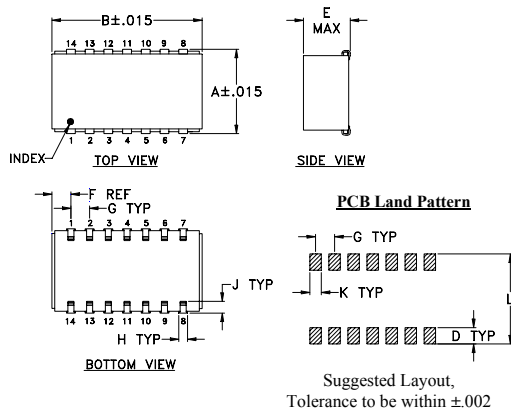 B±.015
E
MAX
14 13 12 11 10 9 8
A±.015
INDEX
1 2 3 4 5 6 7
TOP VIEW
SIDE VIEW
F REF
G TYP
1 2 3 4 5 6 7
J TYP
14 13 12 11 10 9 8
H TYP
BOTTOM VIEW
PCB Land Pattern
G TYP
K TYP
L
D TYP
Suggested Layout,
Tolerance to be within ±.002